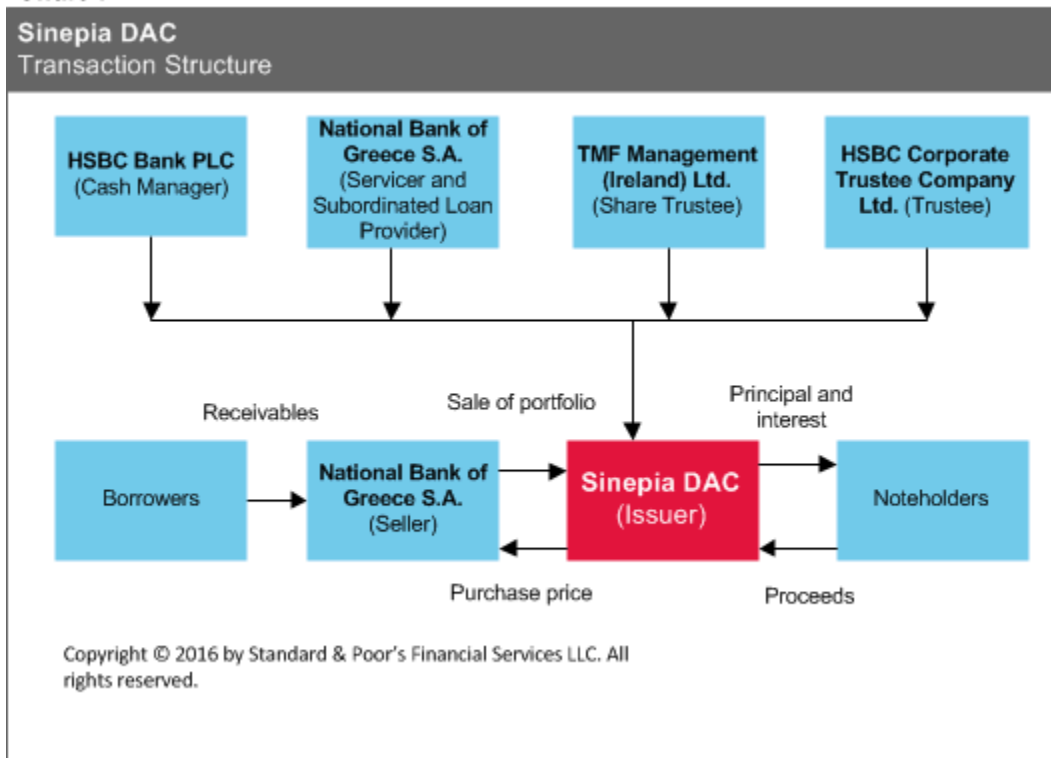 Sinepia DAC
Transaction Structure
HSBC Bank PLC
(Cash Manager)
National Bank of
Greece S.A.
(Servicer and
Subordinated Loan
Provider)
TMF Management
(Ireland) Ltd.
(Share Trustee)
HSBC Corporate
Trustee Company
Ltd. (Trustee)
Receivables
Sale of portfolio
Principal and
interest
Borrowers
National Bank of
Greece S.A.
(Seller)
Sinepia DAC
(Issuer)
Noteholders
Purchase price
Proceeds
Copyright © 2016 by Standard & Poor's Financial Services LLC. All
rights reserved.